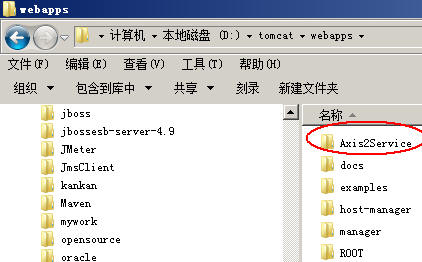 webapps
计算机 ▸ 本地磁盘 (D:) ▸ tomcat ▸ webapps ▸
文件(F) 编辑(E) 查看(V) 工具(T) 帮助(H)
组织 包含到库中 共享 刻录 新建文件夹
jboss
jbossesb-server-4.9
JMeter
JmsClient
kankan
Maven
mywork
opensource
oracle
名称
Axis2Service
docs
examples
host-manager
manager
ROOT